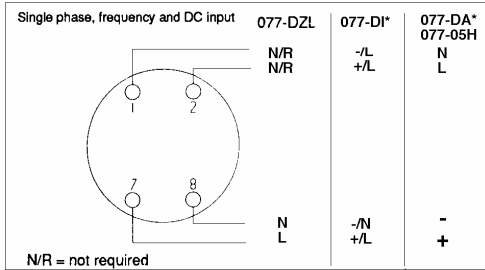 Single phase, frequency and DC input
077-DZL 077-DI* 077-DA*
077-05H
N/R -/L N
N/R +/L L
1 2
7 8
N -/N -
L +/L +
N/R = not required